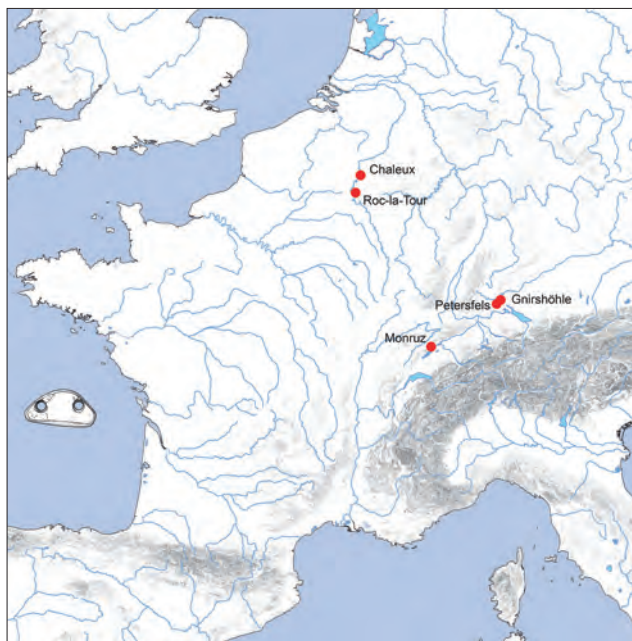 Chaleux
Roc-la-Tour
Gnirshöhle
Petersfels
Monruz